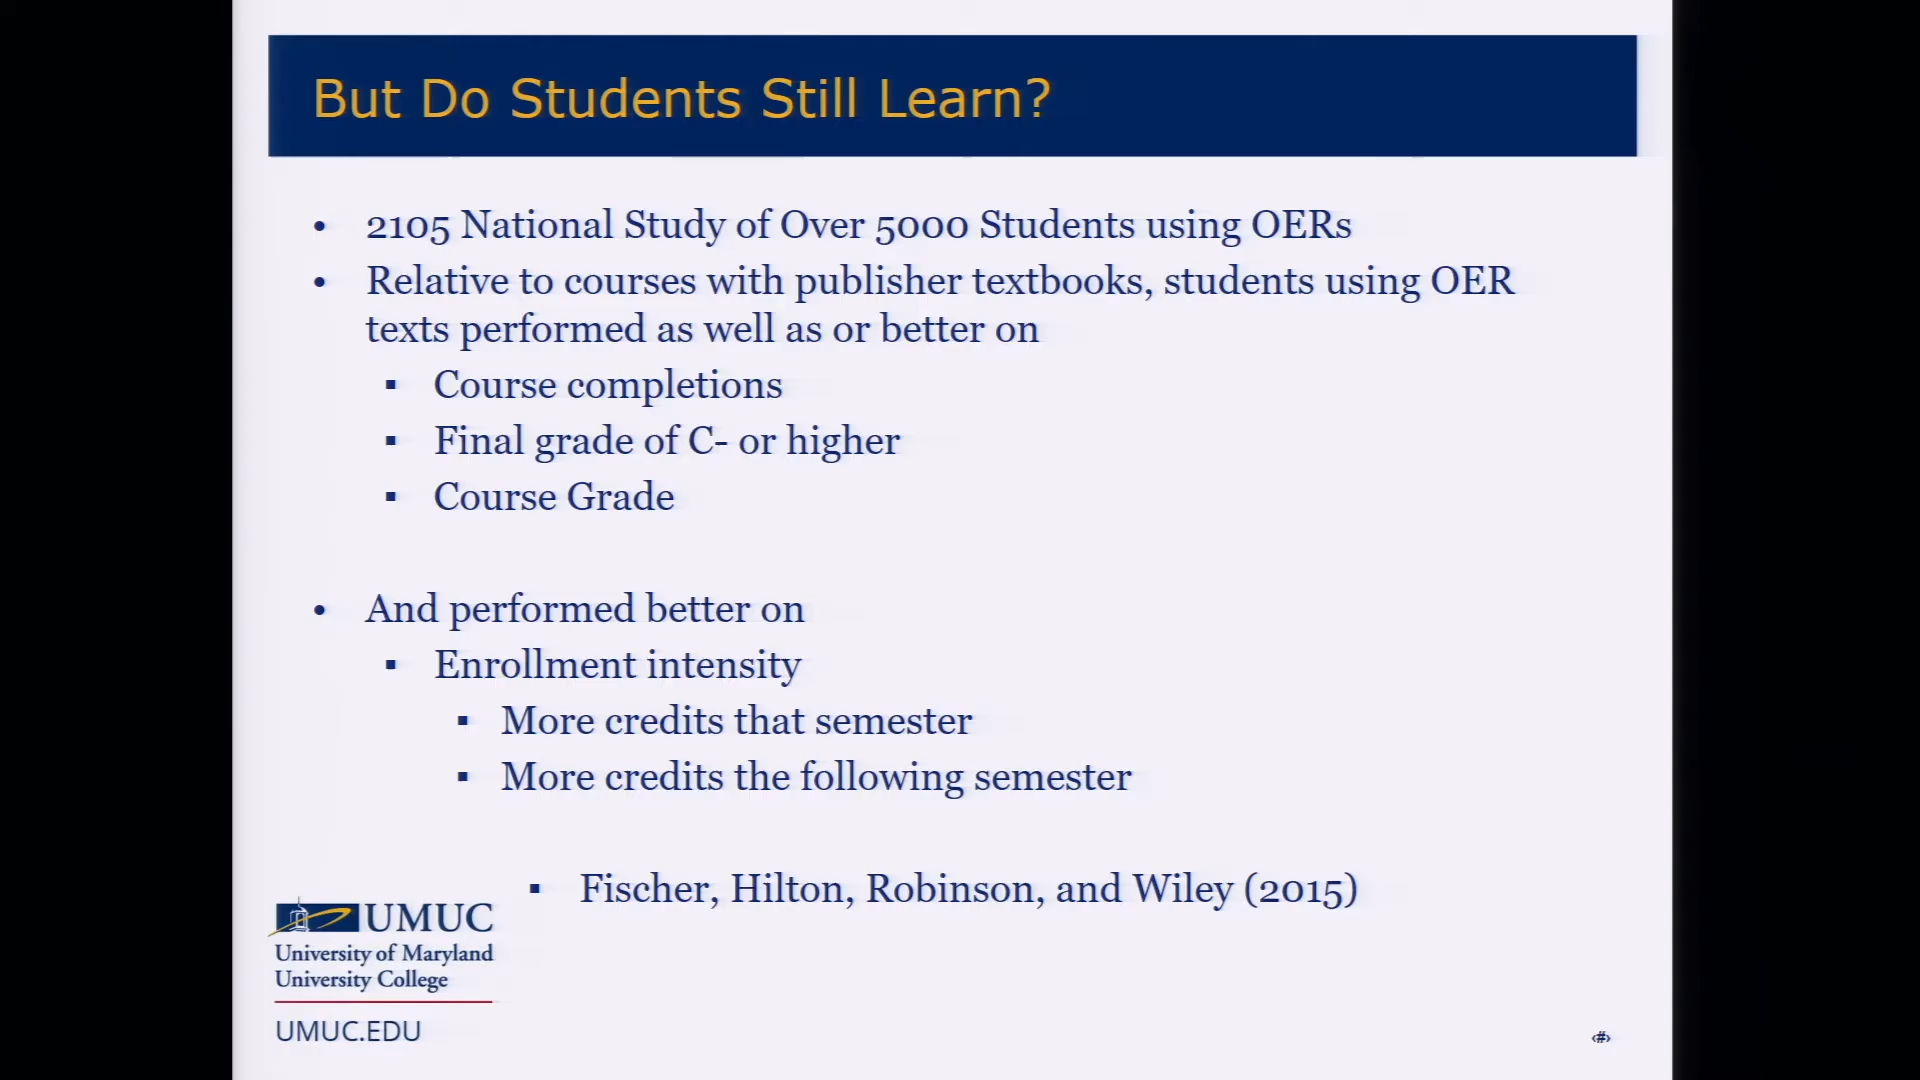 But Do Students Still Learn?
• 2105 National Study of Over 5000 Students using OERs
• Relative to courses with publisher textbooks, students using OER
texts performed as well as or better on
▪ Course completions
▪ Final grade of C- or higher
▪ Course Grade
• And performed better on
▪ Enrollment intensity
▪ More credits that semester
▪ More credits the following semester
▪ Fischer, Hilton, Robinson, and Wiley (2015)
UMUC
University of Maryland
University College
UMUC.EDU
‹#›